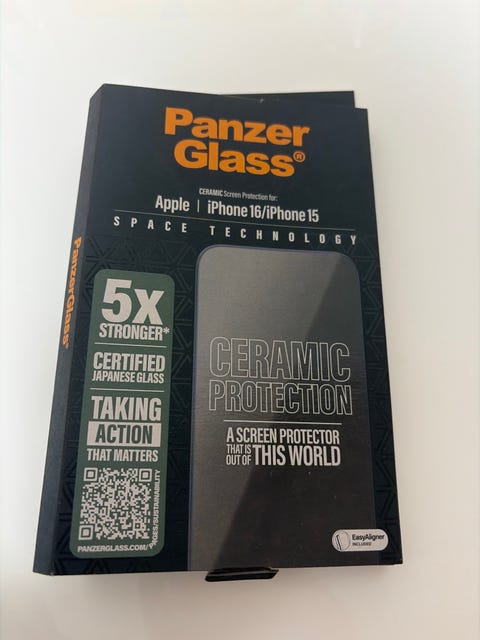 Panzer
Glass®
CERAMIC Screen Protection for:
Apple | iPhone 16/iPhone 15
SPACE TECHNOLOGY
PanzerGlass®
5X
STRONGER*
CERTIFIED
JAPANESE GLASS
TAKING
ACTION
THAT MATTERS
PANZERGLASS.COM/
CERAMIC
PROTECTION
A SCREEN PROTECTOR
THAT IS
OUT OF THIS WORLD
EasyAligner
INCLUDED